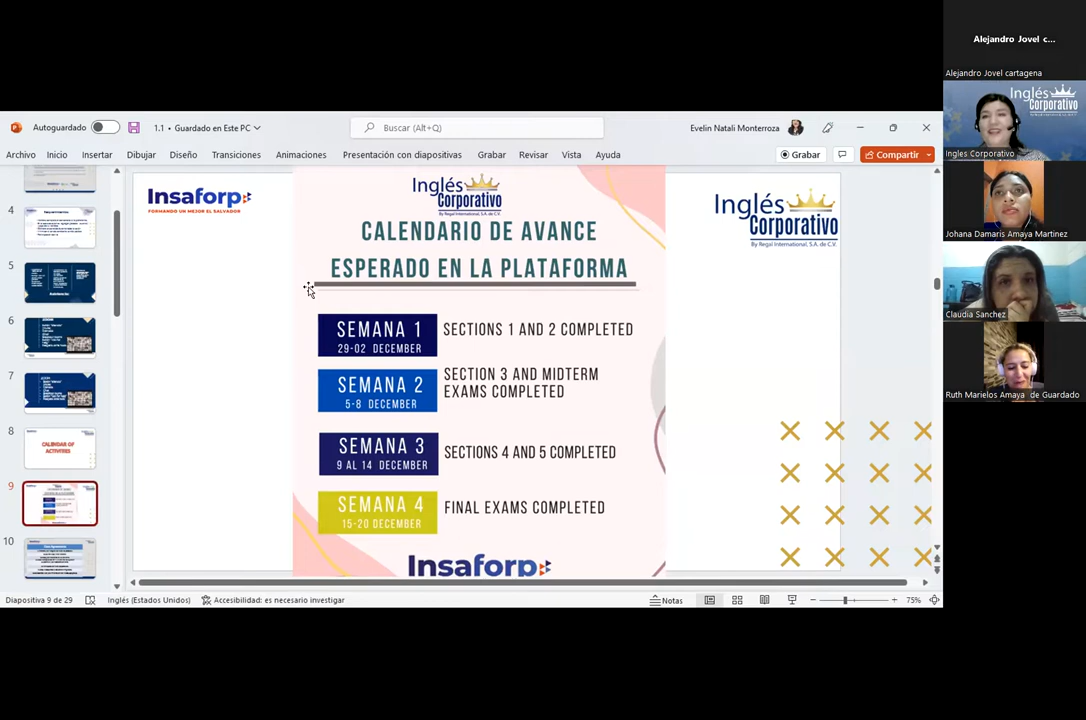 Alejandro Jovel c...
Alejandro Jovel cartagena
Inglés
Corporativo
Ingles Corporativo
Johana Damaris Amaya Martinez
Claudia Sanchez
Ruth Marielos Amaya de Guardado
Autoguardado
1.1 • Guardado en Este PC
Buscar (Alt+Q)
Evelin Natali Monterroza
Archivo Inicio Insertar Dibujar Diseño Transiciones Animaciones Presentación con diapositivas Grabar Revisar Vista Ayuda
Grabar
Compartir
4
5
6
7
8
CALENDAR OF
ACTIVITIES
9
10
Insaforp
FORMANDO UN MEJOR EL SALVADOR
Inglés
Corporativo
By Regal International, S.A. de C.V.
Inglés
Corporativo
By Regal International, S.A. de C.V.
CALENDARIO DE AVANCE
ESPERADO EN LA PLATAFORMA
SEMANA 1
29-02 DECEMBER
SECTIONS 1 AND 2 COMPLETED
SEMANA 2
5-8 DECEMBER
SECTION 3 AND MIDTERM
EXAMS COMPLETED
SEMANA 3
9 AL 14 DECEMBER
SECTIONS 4 AND 5 COMPLETED
SEMANA 4
15-20 DECEMBER
FINAL EXAMS COMPLETED
Insaforp
Diapositiva 9 de 29
Inglés (Estados Unidos)
Accesibilidad: es necesario investigar
Notas
75%